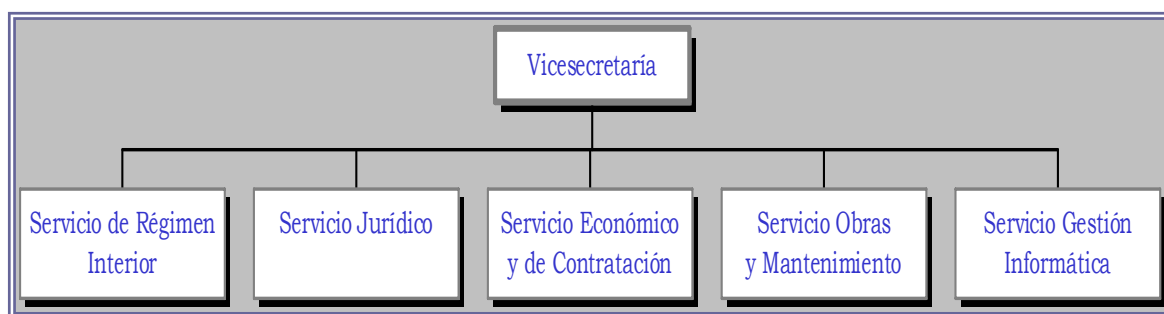 Vicesecretaría
Servicio de Régimen
Interior
Servicio Jurídico
Servicio Económico
y de Contratación
Servicio Obras
y Mantenimiento
Servicio Gestión
Informática